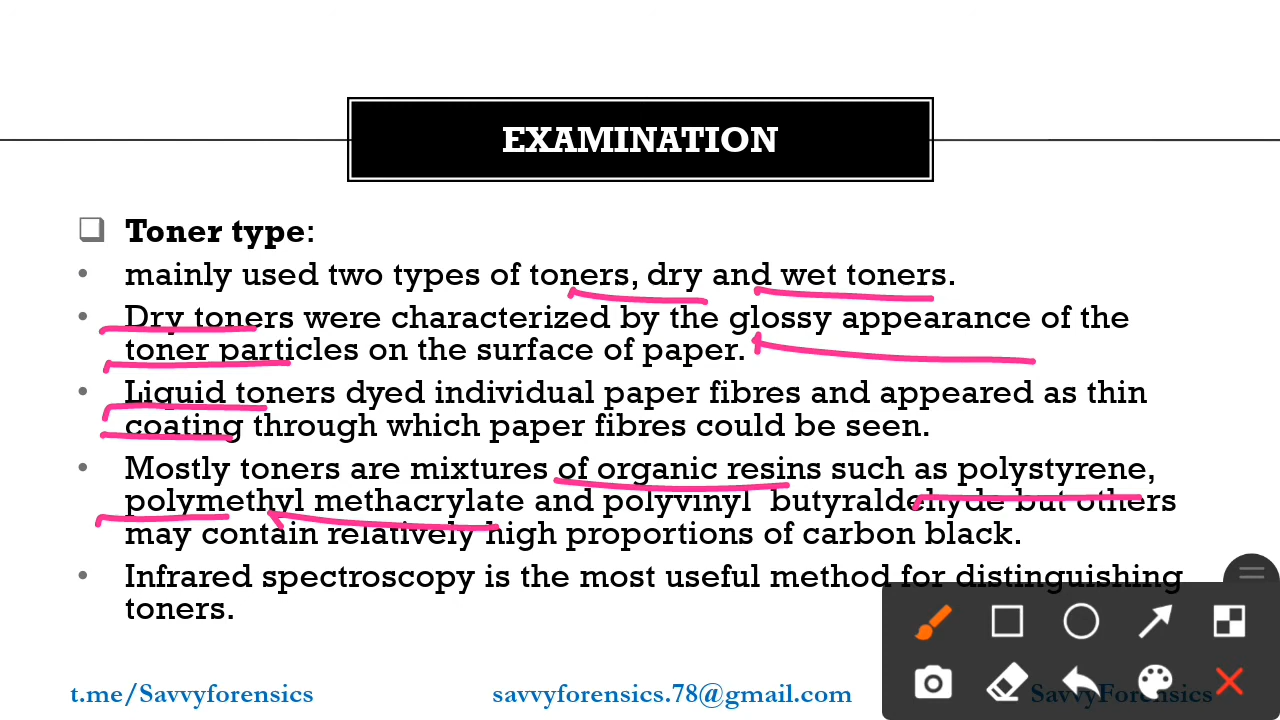 EXAMINATION
Toner type:
mainly used two types of toners, dry and wet toners.
Dry toners were characterized by the glossy appearance of the
toner particles on the surface of paper.
Liquid toners dyed individual paper fibres and appeared as thin
coating through which paper fibres could be seen.
Mostly toners are mixtures of organic resins such as polystyrene,
polymethyl methacrylate and polyvinyl butyraldehyde but others
may contain relatively high proportions of carbon black.
Infrared spectroscopy is the most useful method for distinguishing
toners.
t.me/Savvyforensics savvyforensics.78@gmail.com SavvyForensics